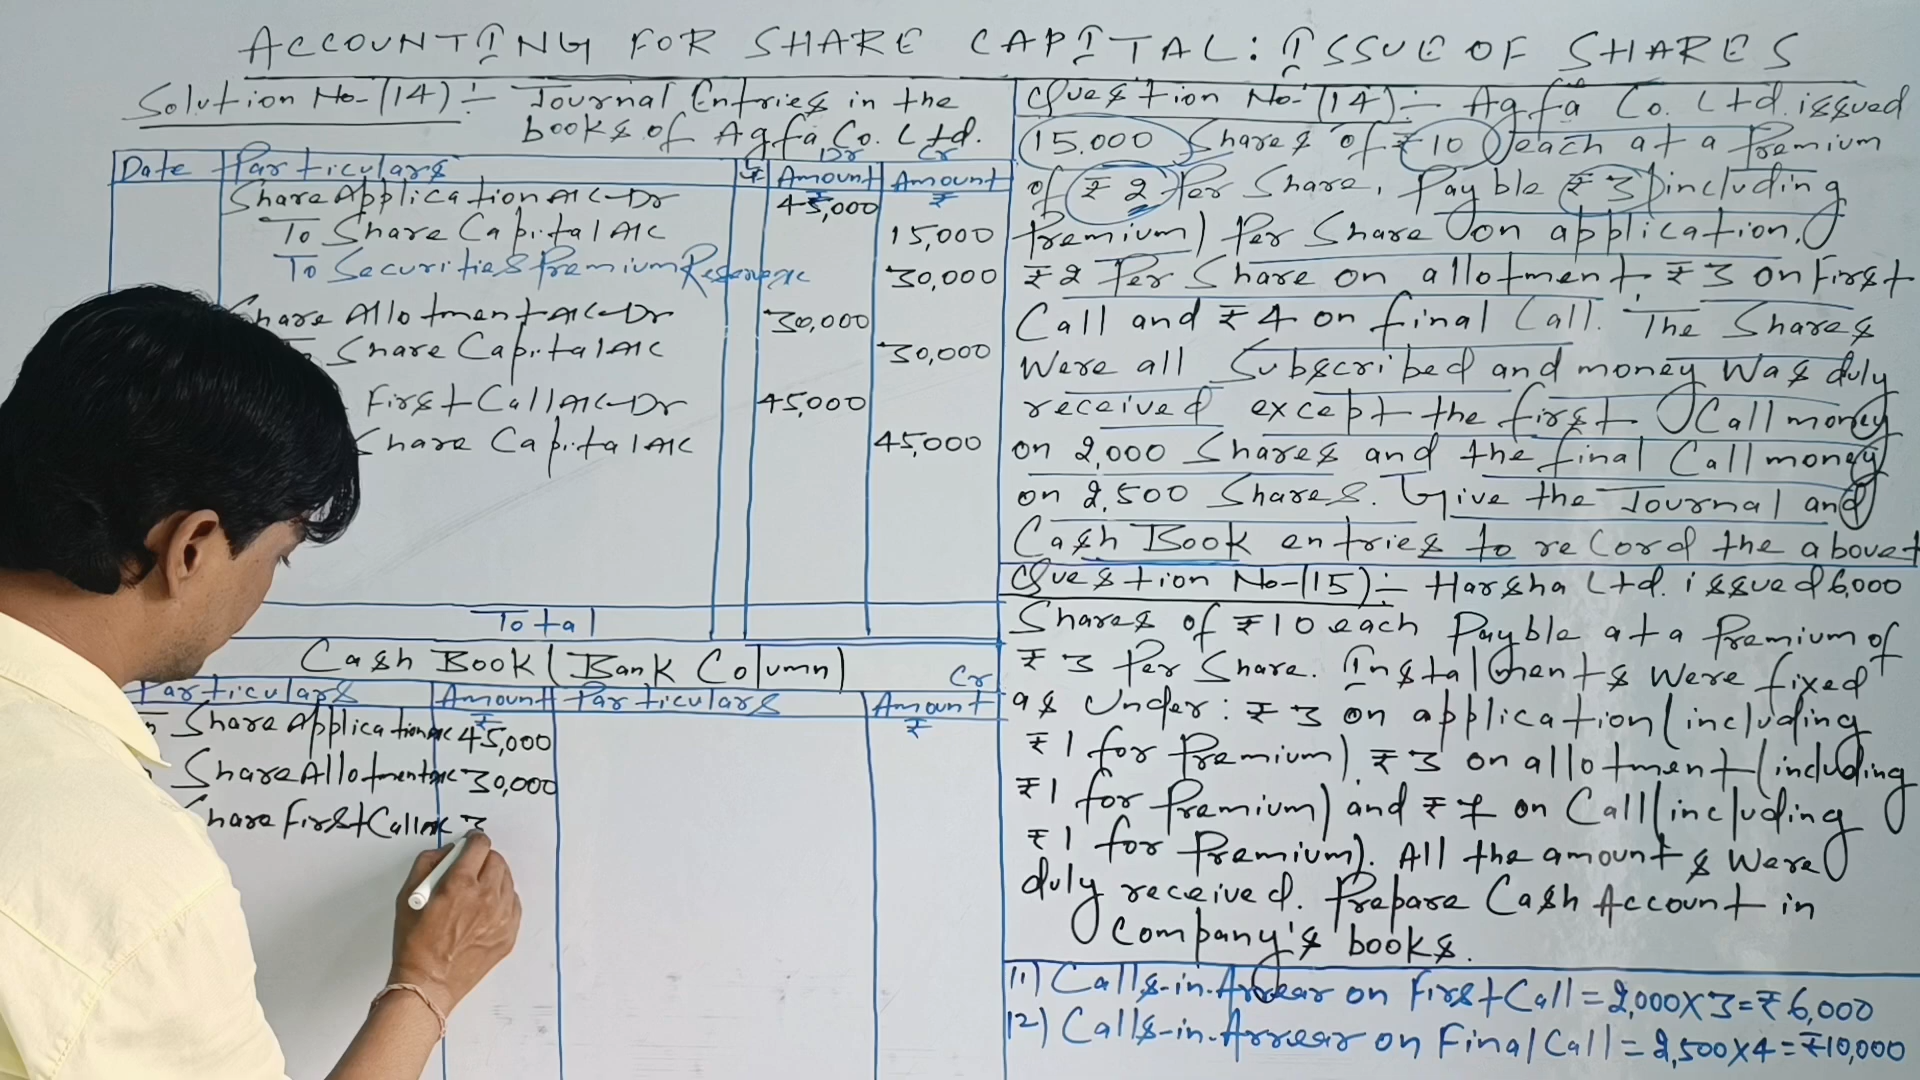 ACCOUNTING FOR SHARE CAPITAL: ISSUE OF SHARES
Solution No-(14):- Journal Entries in the
books of Agfa Co. Ltd.
Dr Cr
Date Particulars L.F Amount ₹ Amount ₹
Share Application A/C Dr 45,000
To Share Capital A/C 15,000
To Securities Premium Reserve A/C 30,000
Share Allotment A/C Dr 30,000
To Share Capital A/C 30,000
First Call A/C Dr 45,000
Share Capital A/C 45,000
Total
Cash Book (Bank Column) Cr
Particulars Amount ₹ Particulars Amount ₹
Share Application A/C 45,000
Share Allotment A/C 30,000
Share First Call A/C 3
Question No-(14):- Agfa Co. Ltd. issued
15,000 Shares of ₹10 each at a Premium
of ₹2 Per Share, Payble ₹3 (including
Premium) Per Share on application,
₹2 Per Share on allotment ₹3 on First
Call and ₹4 on final Call. The Shares
Were all Subscribed and money Was duly
received except the first Call money
on 2,000 Shares and the final Call money
on 2,500 Shares. Give the Journal and
Cash Book entries to record the above
Question No-(15):- Harsha Ltd. issued 6,000
Shares of ₹10 each Payble at a Premium of
₹3 Per Share. Instalments Were fixed
as Under: ₹3 on application (including
₹1 for Premium) ₹3 on allotment (including
₹1 for Premium) and ₹7 on Call (including
₹1 for Premium). All the amounts Were
duly received. Prepare Cash Account in
Company's books.
11) Calls-in-Arrear on First Call = 2,000X3=₹6,000
12) Calls-in-Arrear on Final Call = 2,500X4=₹10,000